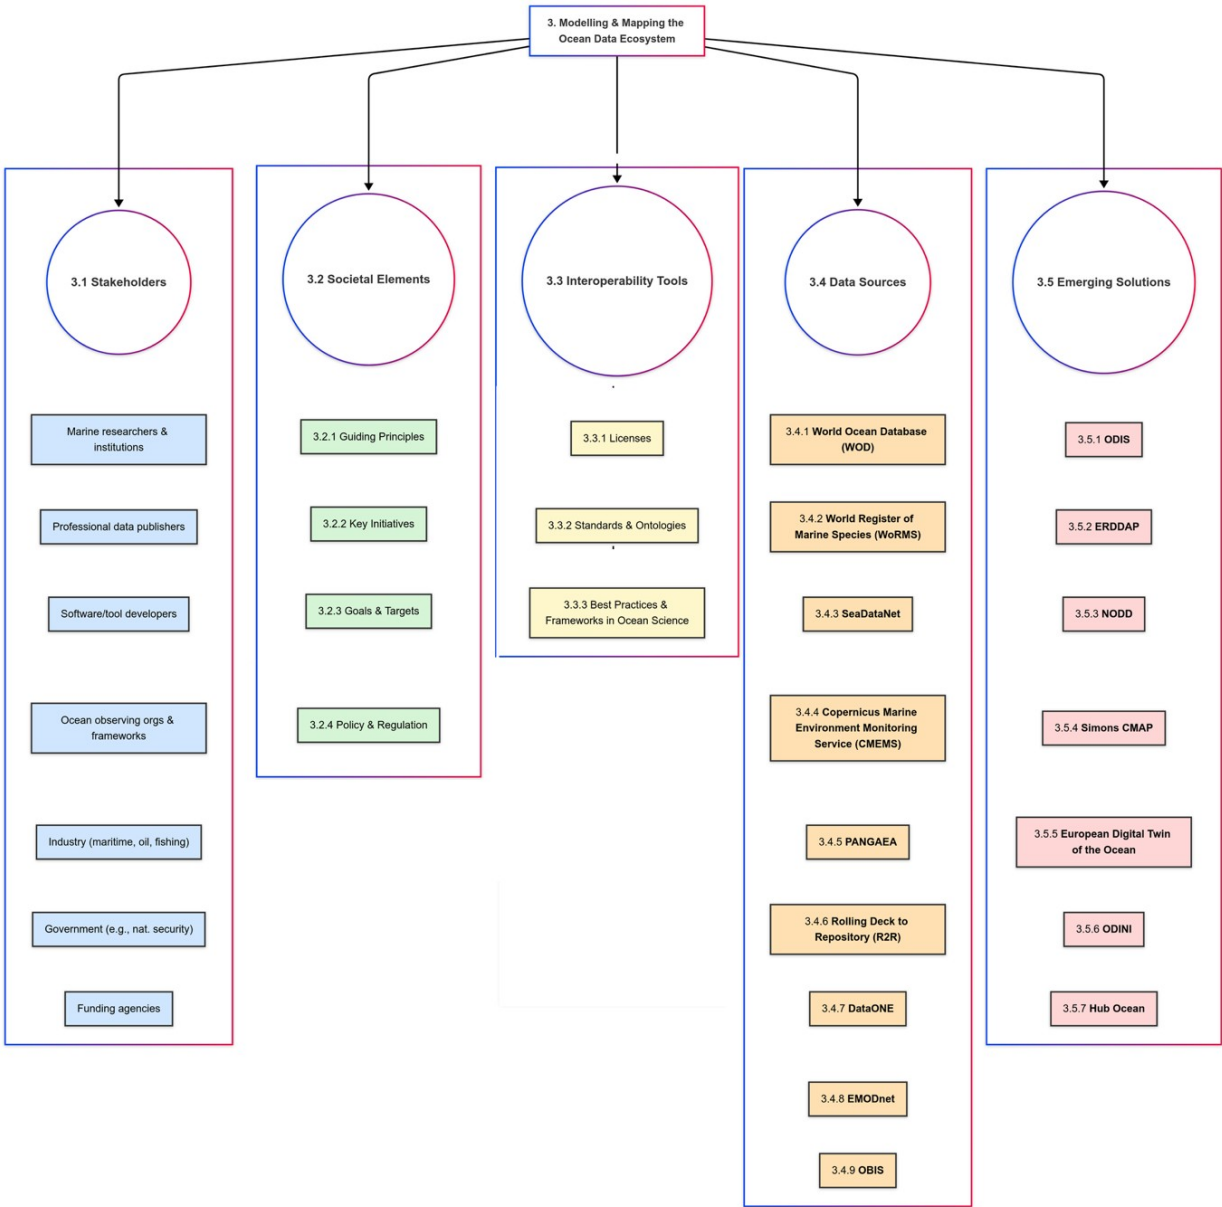 3. Modelling & Mapping the
Ocean Data Ecosystem
3.1 Stakeholders
Marine researchers &
institutions
Professional data publishers
Software/tool developers
Ocean observing orgs &
frameworks
Industry (maritime, oil, fishing)
Government (e.g., nat. security)
Funding agencies
3.2 Societal Elements
3.2.1 Guiding Principles
3.2.2 Key Initiatives
3.2.3 Goals & Targets
3.2.4 Policy & Regulation
3.3 Interoperability Tools
3.3.1 Licenses
3.3.2 Standards & Ontologies
3.3.3 Best Practices &
Frameworks in Ocean Science
3.4 Data Sources
3.4.1 World Ocean Database
(WOD)
3.4.2 World Register of
Marine Species (WoRMS)
3.4.3 SeaDataNet
3.4.4 Copernicus Marine
Environment Monitoring
Service (CMEMS)
3.4.5 PANGAEA
3.4.6 Rolling Deck to
Repository (R2R)
3.4.7 DataONE
3.4.8 EMODnet
3.4.9 OBIS
3.5 Emerging Solutions
3.5.1 ODIS
3.5.2 ERDDAP
3.5.3 NODD
3.5.4 Simons CMAP
3.5.5 European Digital Twin
of the Ocean
3.5.6 ODINI
3.5.7 Hub Ocean